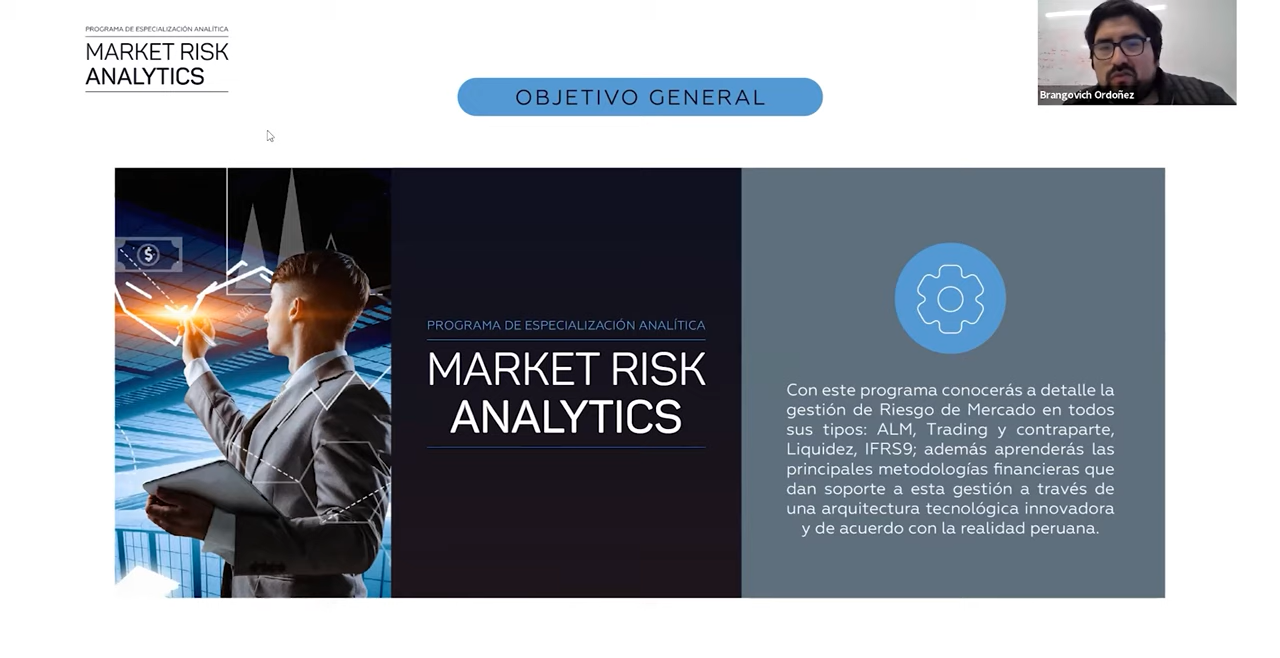 PROGRAMA DE ESPECIALIZACIÓN ANALÍTICA
MARKET RISK
ANALYTICS
OBJETIVO GENERAL
Brangovich Ordoñez
$
PROGRAMA DE ESPECIALIZACIÓN ANALÍTICA
MARKET RISK
ANALYTICS
Con este programa conocerás a detalle la
gestión de Riesgo de Mercado en todos
sus tipos: ALM, Trading y contraparte,
Liquidez, IFRS9; además aprenderás las
principales metodologías financieras que
dan soporte a esta gestión a través de
una arquitectura tecnológica innovadora
y de acuerdo con la realidad peruana.